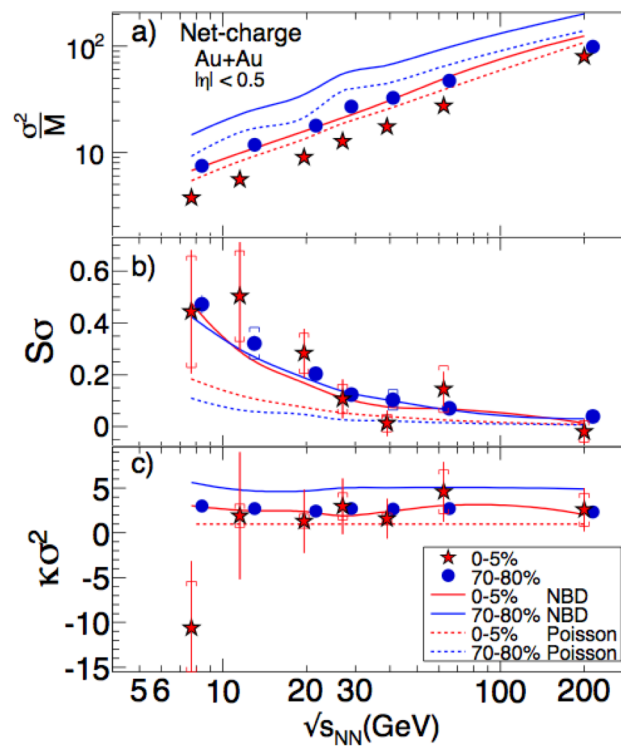 a) Net-charge
Au+Au
|η| < 0.5
10²
10
σ²/M
b)
0.6
0.4
0.2
0
Sσ
c)
10
5
0
-5
-10
-15
κσ²
0-5%
70-80%
0-5% NBD
70-80% NBD
0-5% Poisson
70-80% Poisson
5 6 10 20 30 100 200
√sNN(GeV)